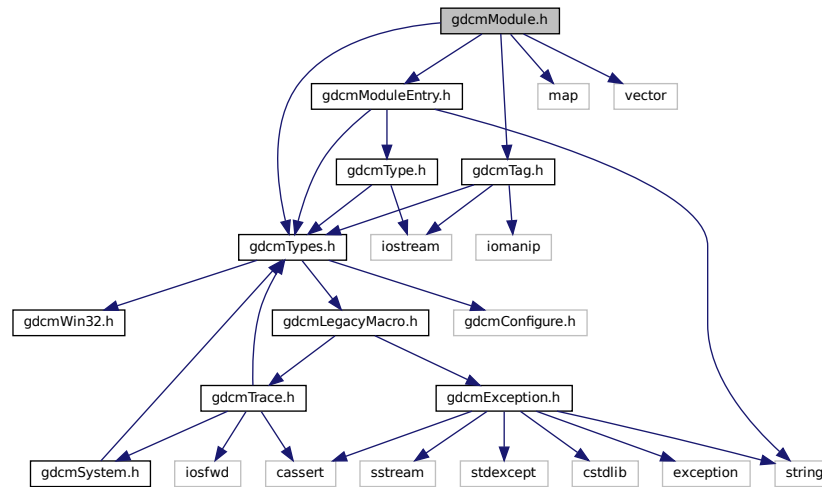 gdcmModule.h
gdcmModuleEntry.h
map
vector
gdcmType.h
gdcmTag.h
gdcmTypes.h
iostream
iomanip
gdcmWin32.h
gdcmLegacyMacro.h
gdcmConfigure.h
gdcmTrace.h
gdcmException.h
gdcmSystem.h
iosfwd
cassert
sstream
stdexcept
cstdlib
exception
string